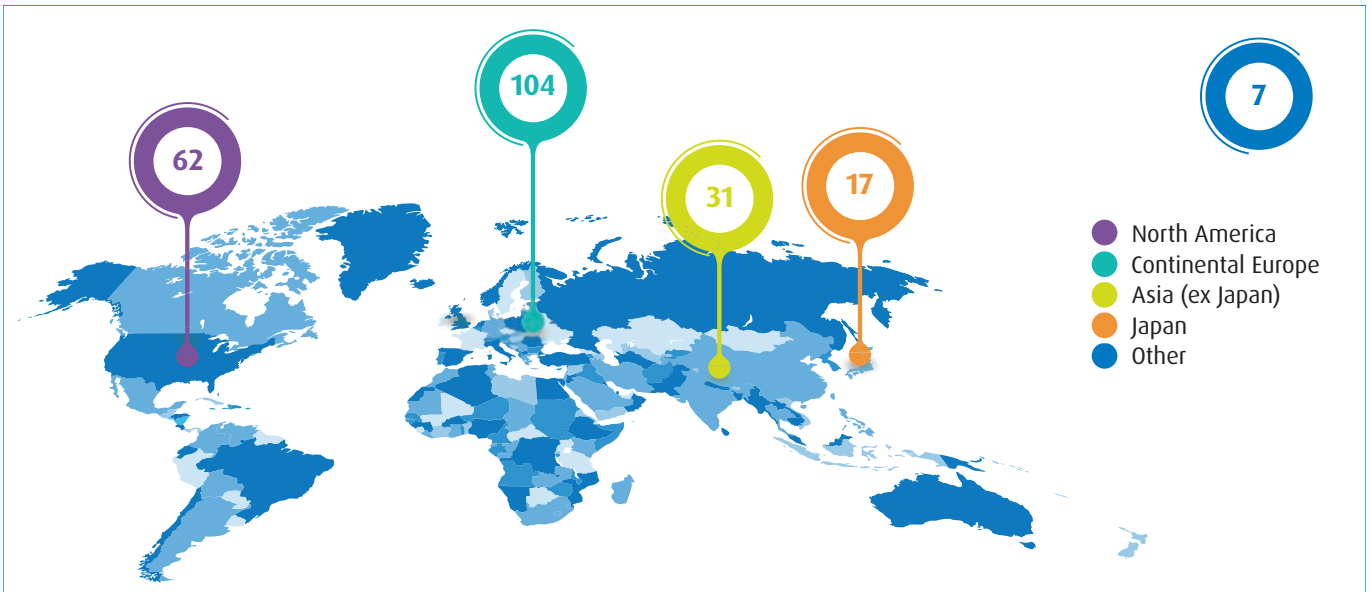 62
104
31
17
7
North America
Continental Europe
Asia (ex Japan)
Japan
Other